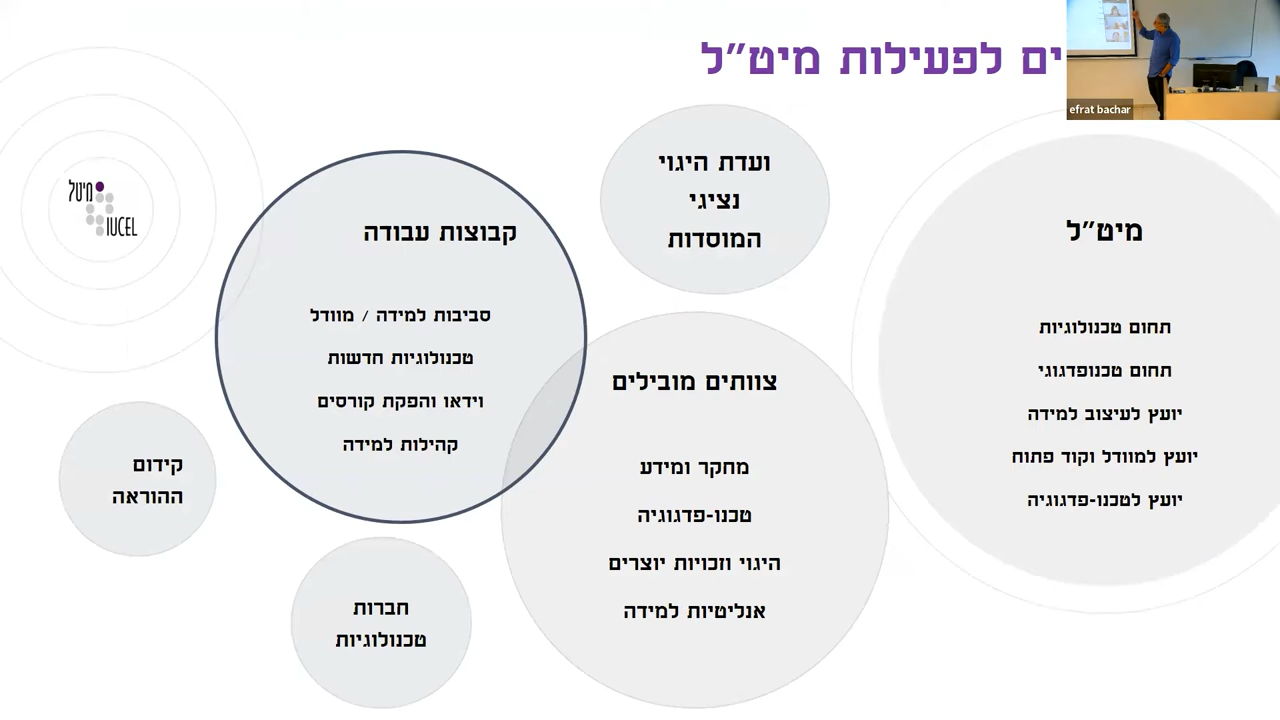 ים לפעילות מיט"ל
efrat bachar
מיט"ל
תחום טכנולוגיות
תחום טכנופדגוגי
יועץ לעיצוב למידה
יועץ למוודל וקוד פתוח
יועץ לטכנו-פדגוגיה
ועדת היגוי
נציגי
המוסדות
צוותים מובילים
מחקר ומידע
טכנו-פדגוגיה
היגוי וזכויות יוצרים
אנליטיות למידה
קבוצות עבודה
סביבות למידה / מוודל
טכנולוגיות חדשות
וידאו והפקת קורסים
קהילות למידה
חברות
טכנולוגיות
קידום
ההוראה
מיטל
IUCEL